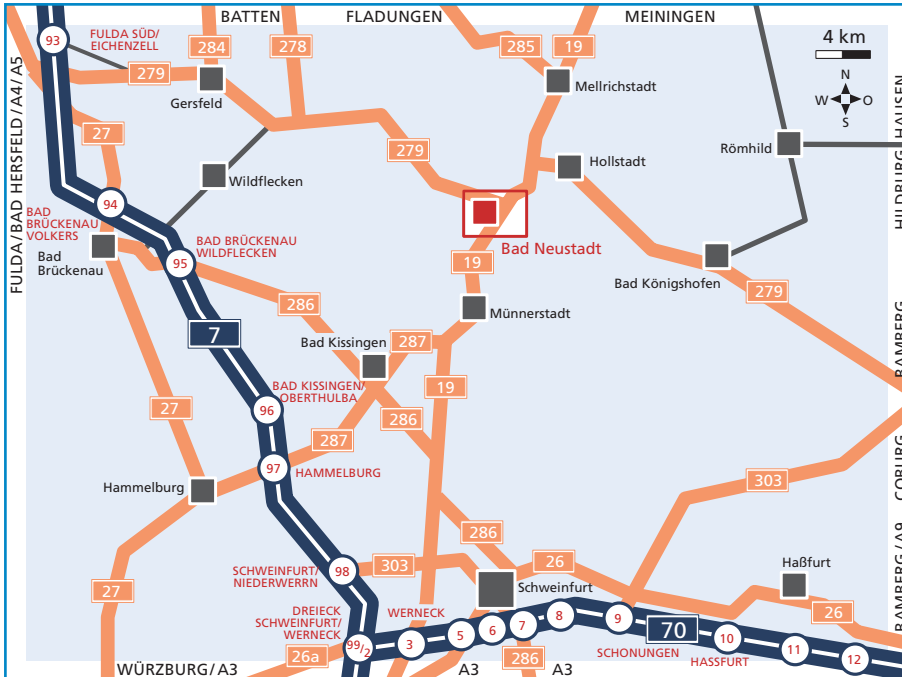 BATTEN
FLADUNGEN
MEININGEN
93
FULDA SÜD/
EICHENZELL
284
278
285
19
4 km
N
W O
S
279
Gersfeld
Mellrichstadt
FULDA/BAD HERSFELD/A4/A5
HILDBURGHAUSEN
27
279
Hollstadt
Römhild
Wildflecken
94
BAD
BRÜCKENAU
VOLKERS
Bad
Brückenau
BAD BRÜCKENAU
WILDFLECKEN
95
Bad Neustadt
19
Bad Königshofen
279
286
Münnerstadt
7
Bad Kissingen
287
BAMBERG
19
BAD KISSINGEN/
OBERTHULBA
96
27
286
287
COBURG
97
HAMMELBURG
Hammelburg
303
286
98
SCHWEINFURT/
NIEDERWERRN
303
26
Schweinfurt
Haßfurt
27
DREIECK
SCHWEINFURT/
WERNECK
WERNECK
99/2
3
5
6
7
8
9
70
10
11
12
26
BAMBERG/A9
26a
286
SCHONUNGEN
HASSFURT
WÜRZBURG/A3
A3
A3